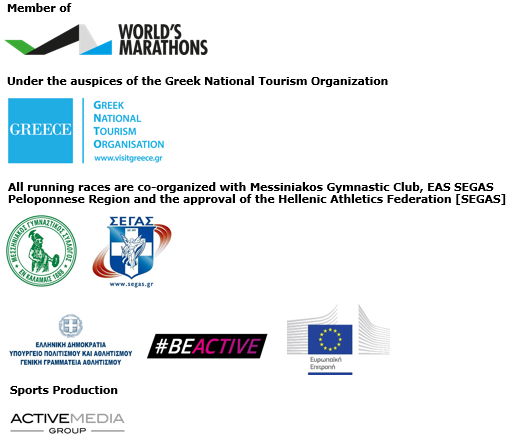 Member of
WORLD'S
MARATHONS
Under the auspices of the Greek National Tourism Organization
GREECE
GREEK
NATIONAL
TOURISM
ORGANISATION
www.visitgreece.gr
All running races are co-organized with Messiniakos Gymnastic Club, EAS SEGAS
Peloponnese Region and the approval of the Hellenic Athletics Federation [SEGAS]
ΜΕΣΣΗΝΙΑΚΟΣ ΓΥΜΝΑΣΤΙΚΟΣ ΣΥΛΛΟΓΟΣ
ΕΝ ΚΑΛΑΜΑΙΣ 1888
ΣΕΓΑΣ
www.segas.gr
ΕΛΛΗΝΙΚΗ ΔΗΜΟΚΡΑΤΙΑ
ΥΠΟΥΡΓΕΙΟ ΠΟΛΙΤΙΣΜΟΥ ΚΑΙ ΑΘΛΗΤΙΣΜΟΥ
ΓΕΝΙΚΗ ΓΡΑΜΜΑΤΕΙΑ ΑΘΛΗΤΙΣΜΟΥ
#BEACTIVE
Ευρωπαϊκή
Επιτροπή
Sports Production
ACTIVEMEDIA
GROUP